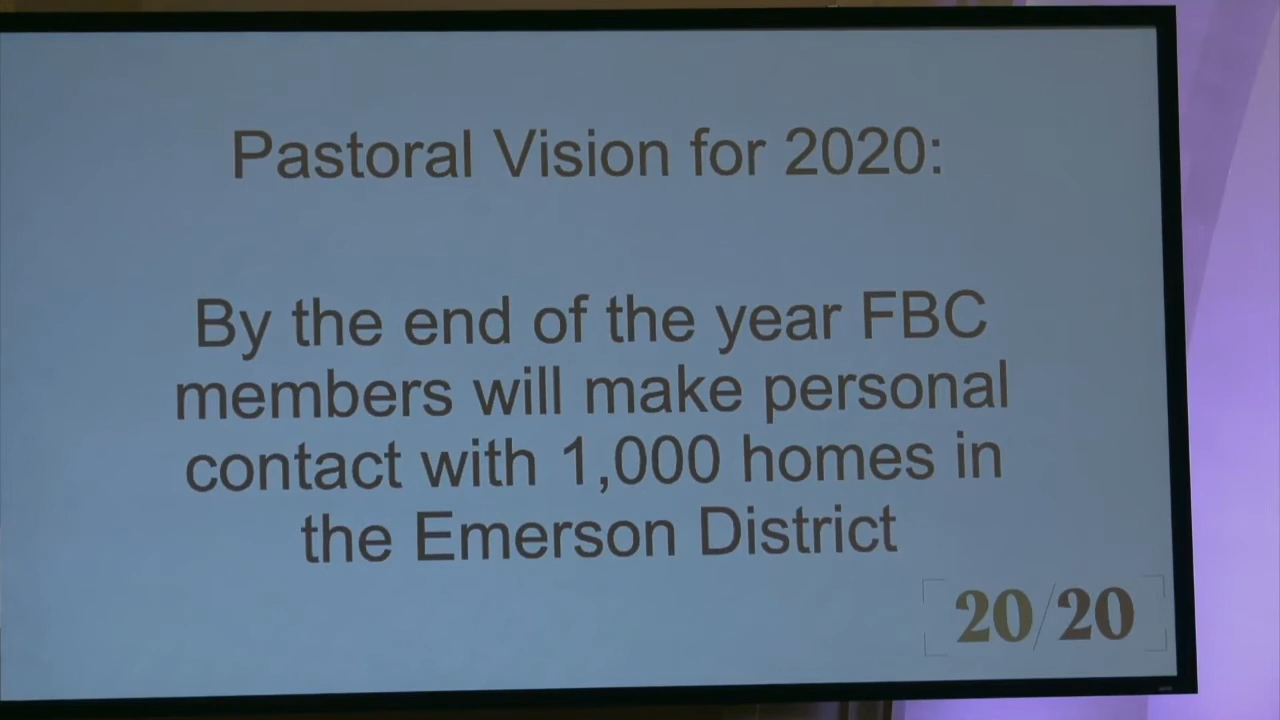 Pastoral Vision for 2020:
By the end of the year FBC
members will make personal
contact with 1,000 homes in
the Emerson District
20/20